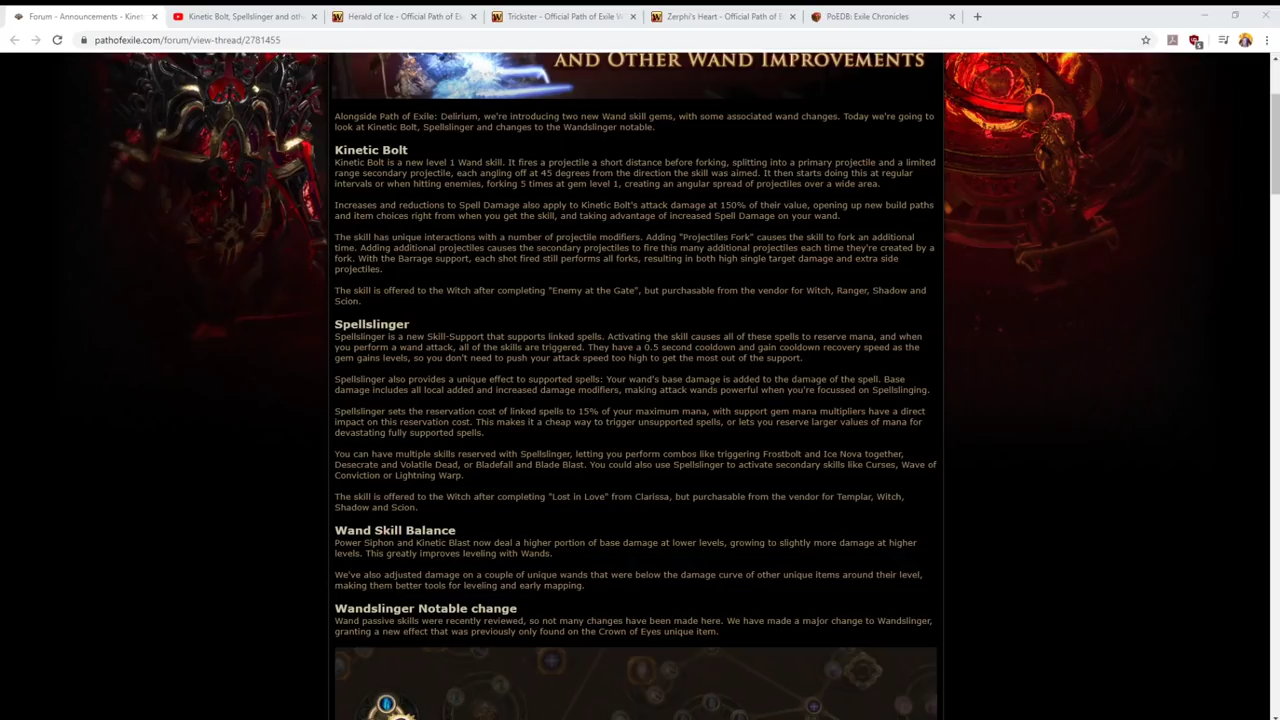 Forum - Announcements - Kinet
Kinetic Bolt, Spellslinger and oth
Herald of Ice - Official Path of Ex
Trickster - Official Path of Exile W
Zerphi's Heart - Official Path of E
PoEDB: Exile Chronicles
pathofexile.com/forum/view-thread/2781455
AND OTHER WAND IMPROVEMENTS
Alongside Path of Exile: Delirium, we're introducing two new Wand skill gems, with some associated wand changes. Today we're going to
look at Kinetic Bolt, Spellslinger and changes to the Wandslinger notable.
Kinetic Bolt
Kinetic Bolt is a new level 1 Wand skill. It fires a projectile a short distance before forking, splitting into a primary projectile and a limited
range secondary projectile, each angling off at 45 degrees from the direction the skill was aimed. It then starts doing this at regular
intervals or when hitting enemies, forking 5 times at gem level 1, creating an angular spread of projectiles over a wide area.
Increases and reductions to Spell Damage also apply to Kinetic Bolt's attack damage at 150% of their value, opening up new build paths
and item choices right from when you get the skill, and taking advantage of increased Spell Damage on your wand.
The skill has unique interactions with a number of projectile modifiers. Adding "Projectiles Fork" causes the skill to fork an additional
time. Adding additional projectiles causes the secondary projectiles to fire this many additional projectiles each time they're created by a
fork. With the Barrage support, each shot fired still performs all forks, resulting in both high single target damage and extra side
projectiles.
The skill is offered to the Witch after completing "Enemy at the Gate", but purchasable from the vendor for Witch, Ranger, Shadow and
Scion.
Spellslinger
Spellslinger is a new Skill-Support that supports linked spells. Activating the skill causes all of these spells to reserve mana, and when
you perform a wand attack, all of the skills are triggered. They have a 0.5 second cooldown and gain cooldown recovery speed as the
gem gains levels, so you don't need to push your attack speed too high to get the most out of the support.
Spellslinger also provides a unique effect to supported spells: Your wand's base damage is added to the damage of the spell. Base
damage includes all local added and increased damage modifiers, making attack wands powerful when you're focussed on Spellslinging.
Spellslinger sets the reservation cost of linked spells to 15% of your maximum mana, with support gem mana multipliers have a direct
impact on this reservation cost. This makes it a cheap way to trigger unsupported spells, or lets you reserve larger values of mana for
devastating fully supported spells.
You can have multiple skills reserved with Spellslinger, letting you perform combos like triggering Frostbolt and Ice Nova together,
Desecrate and Volatile Dead, or Bladefall and Blade Blast. You could also use Spellslinger to activate secondary skills like Curses, Wave of
Conviction or Lightning Warp.
The skill is offered to the Witch after completing "Lost in Love" from Clarissa, but purchasable from the vendor for Templar, Witch,
Shadow and Scion.
Wand Skill Balance
Power Siphon and Kinetic Blast now deal a higher portion of base damage at lower levels, growing to slightly more damage at higher
levels. This greatly improves leveling with Wands.
We've also adjusted damage on a couple of unique wands that were below the damage curve of other unique items around their level,
making them better tools for leveling and early mapping.
Wandslinger Notable change
Wand passive skills were recently reviewed, so not many changes have been made here. We have made a major change to Wandslinger,
granting a new effect that was previously only found on the Crown of Eyes unique item.